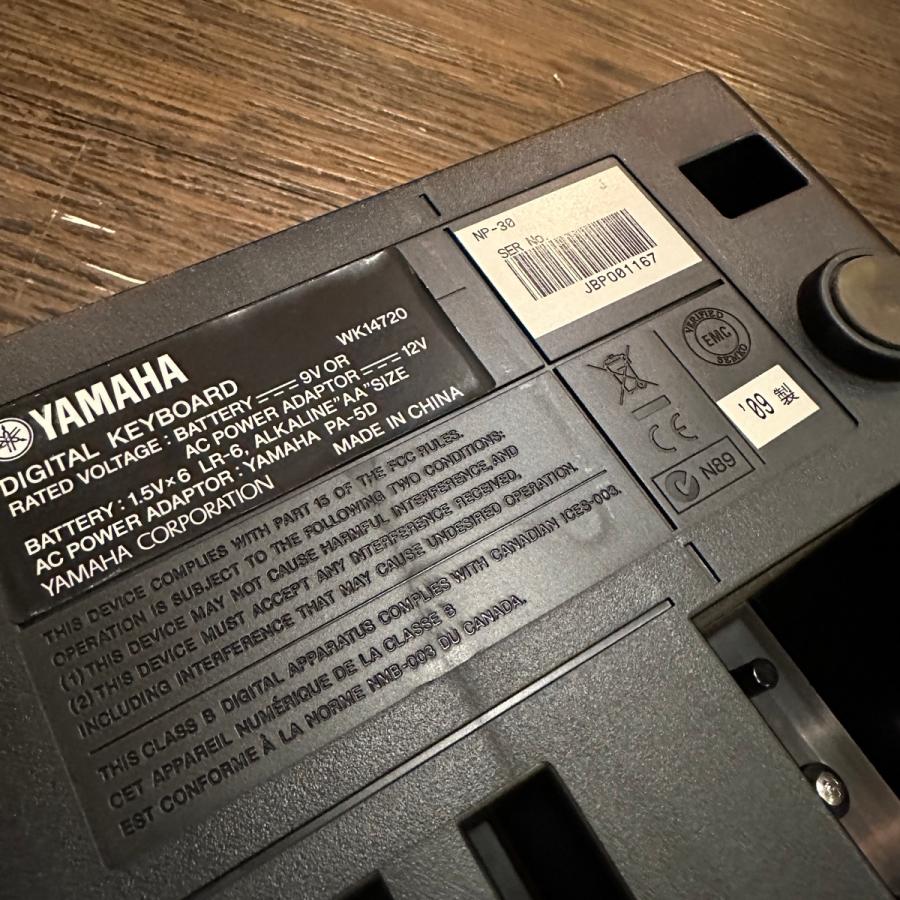 YAMAHA
WK14720
DIGITAL KEYBOARD
RATED VOLTAGE : BATTERY 9V OR
AC POWER ADAPTOR 12V
BATTERY : 1.5V×6 LR-6, ALKALINE"AA"SIZE
AC POWER ADAPTOR : YAMAHA PA-5D
YAMAHA CORPORATION MADE IN CHINA
THIS DEVICE COMPLIES WITH PART 15 OF THE FCC RULES.
OPERATION IS SUBJECT TO THE FOLLOWING TWO CONDITIONS:
(1) THIS DEVICE MAY NOT CAUSE HARMFUL INTERFERENCE, AND
(2) THIS DEVICE MUST ACCEPT ANY INTERFERENCE RECEIVED,
INCLUDING INTERFERENCE THAT MAY CAUSE UNDESIRED OPERATION.
THIS CLASS B DIGITAL APPARATUS COMPLIES WITH CANADIAN ICES-003.
CET APPAREIL NUMÉRIQUE DE LA CLASSE B
EST CONFORME À LA NORME NMB-003 DU CANADA.
NP-30 J
SER No
JBPO01167
VERIFIED
EMC
CE
N89
'09 製